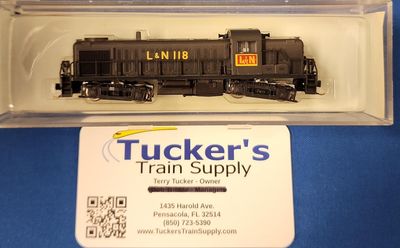 L&N 118
L&N
Tucker's
Train Supply
Terry Tucker - Owner
Manager
1435 Harold Ave.
Pensacola, FL 32514
(850) 723-5390
www.TuckersTrainSupply.com